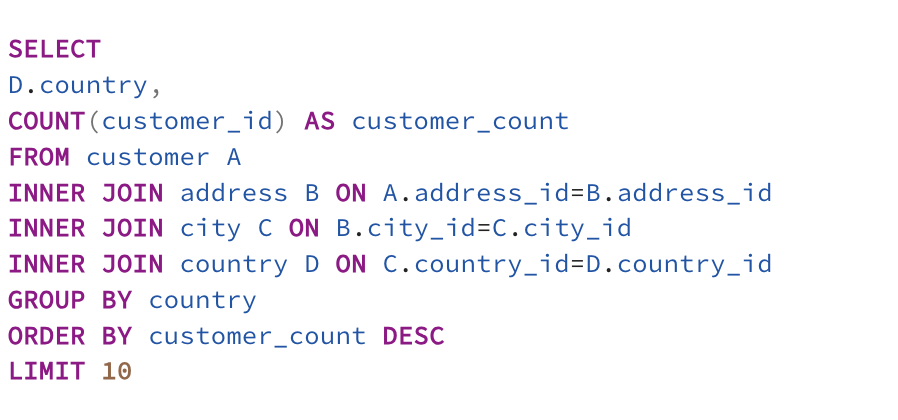 SELECT
D.country,
COUNT(customer_id) AS customer_count
FROM customer A
INNER JOIN address B ON A.address_id=B.address_id
INNER JOIN city C ON B.city_id=C.city_id
INNER JOIN country D ON C.country_id=D.country_id
GROUP BY country
ORDER BY customer_count DESC
LIMIT 10